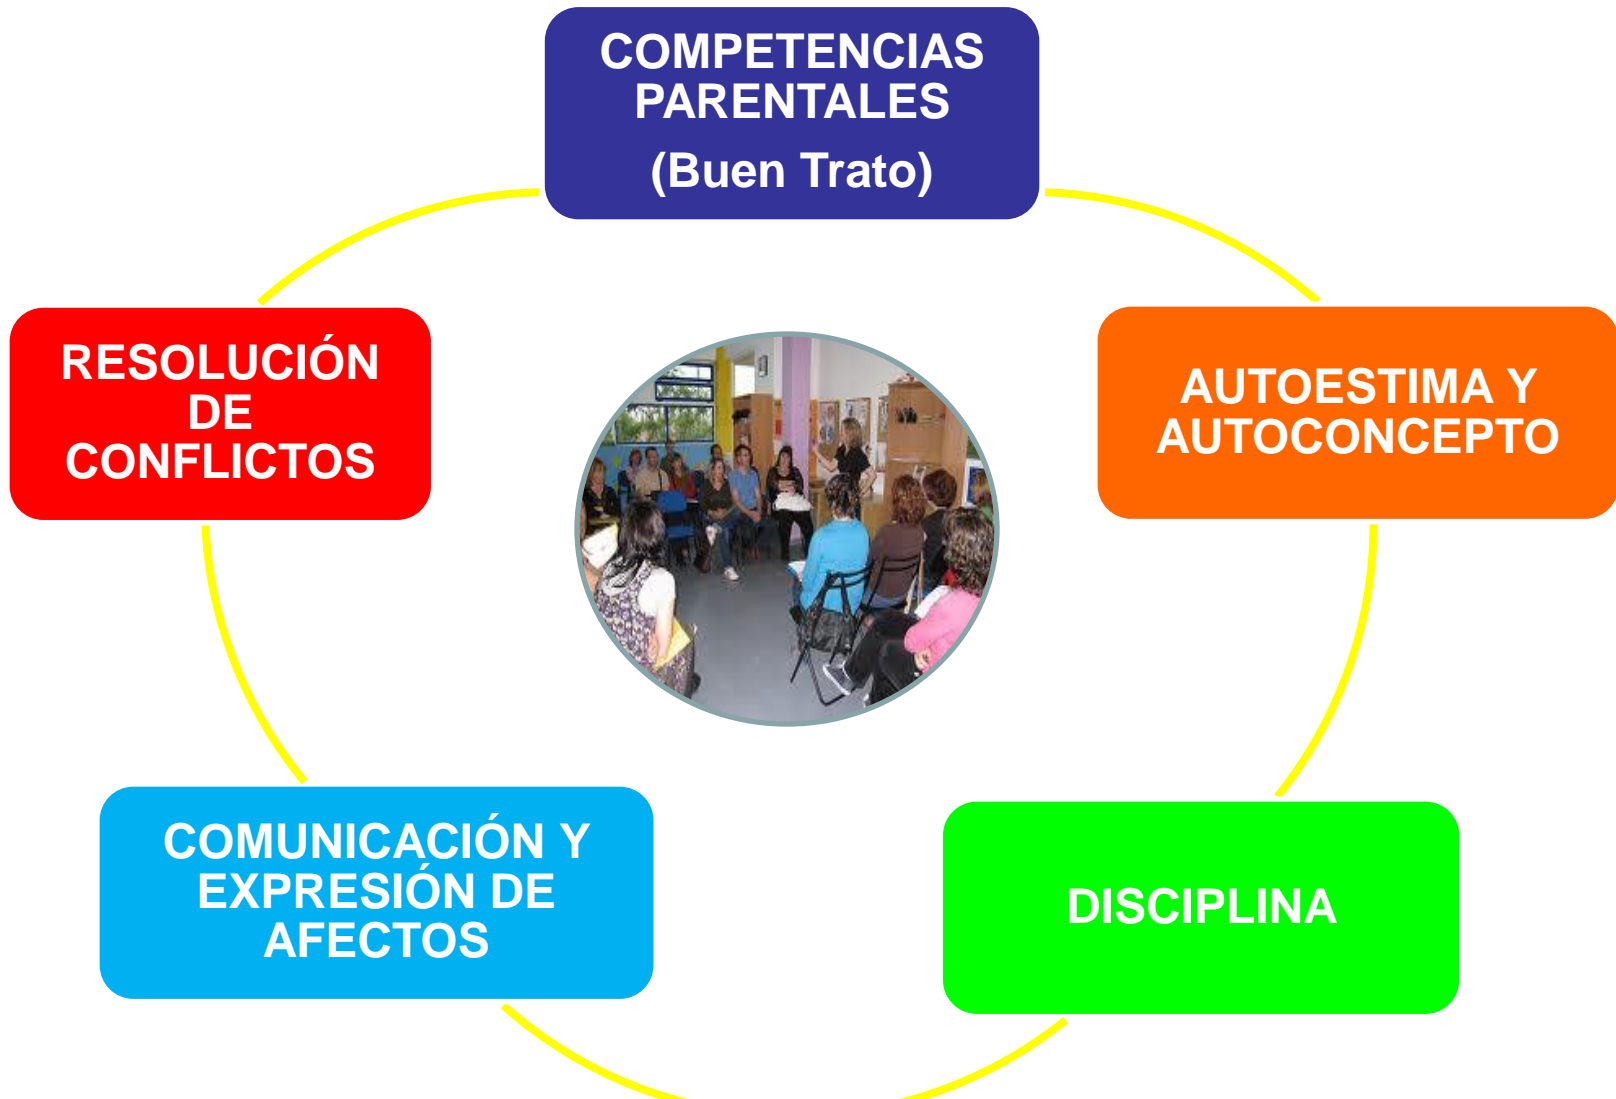 COMPETENCIAS
PARENTALES
(Buen Trato)
RESOLUCIÓN
DE
CONFLICTOS
AUTOESTIMA Y
AUTOCONCEPTO
COMUNICACIÓN Y
EXPRESIÓN DE
AFECTOS
DISCIPLINA